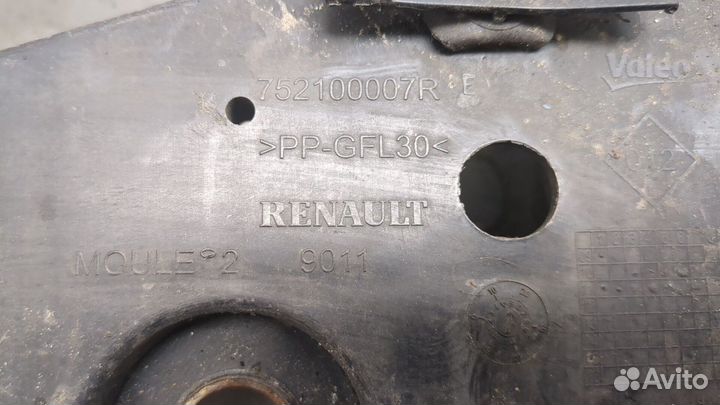 752100007R E
Valeo
>PP-GFL30<
RENAULT
MOULE°2 9011
Avito